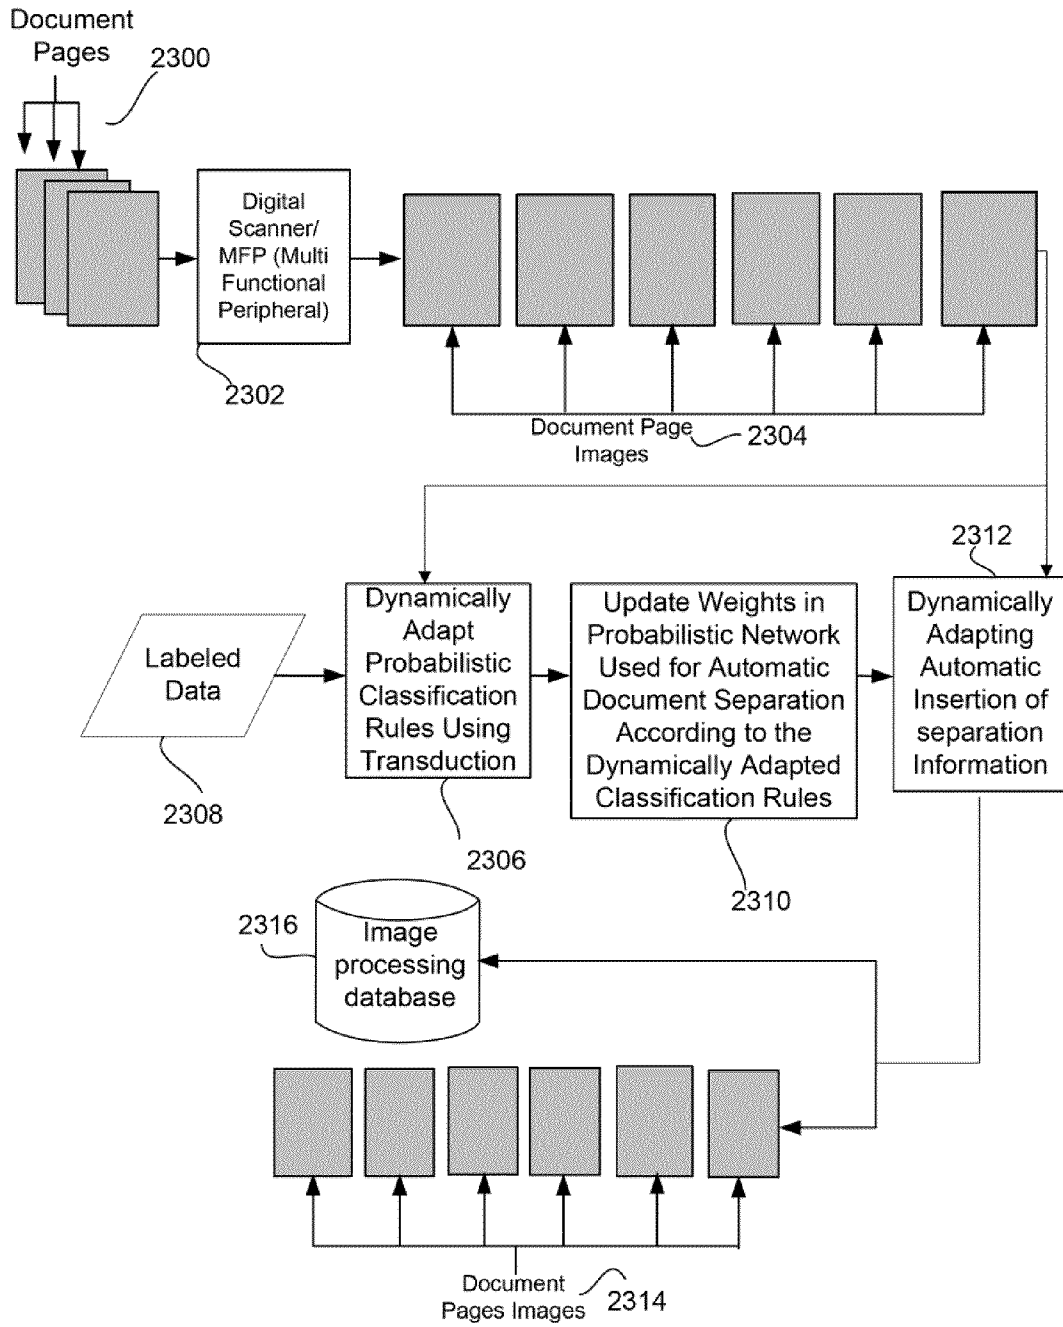 Document
Pages
2300
Digital
Scanner/
MFP (Multi
Functional
Peripheral)
2302
Document Page
Images
2304
2312
Labeled
Data
2308
Dynamically
Adapt
Probabilistic
Classification
Rules Using
Transduction
2306
Update Weights in
Probabilistic Network
Used for Automatic
Document Separation
According to the
Dynamically Adapted
Classification Rules
2310
Dynamically
Adapting
Automatic
Insertion of
separation
Information
2316
Image
processing
database
Document
Pages Images
2314